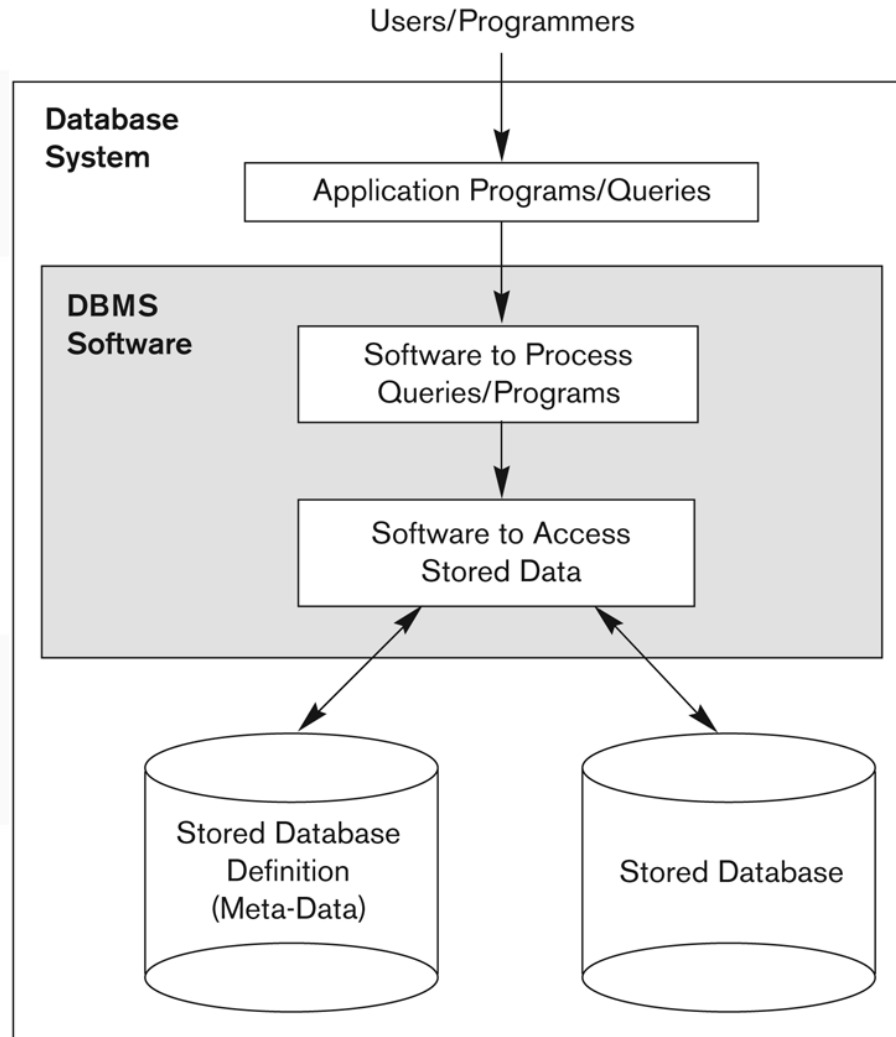 Users/Programmers
Database
System
Application Programs/Queries
DBMS
Software
Software to Process
Queries/Programs
Software to Access
Stored Data
Stored Database
Definition
(Meta-Data)
Stored Database